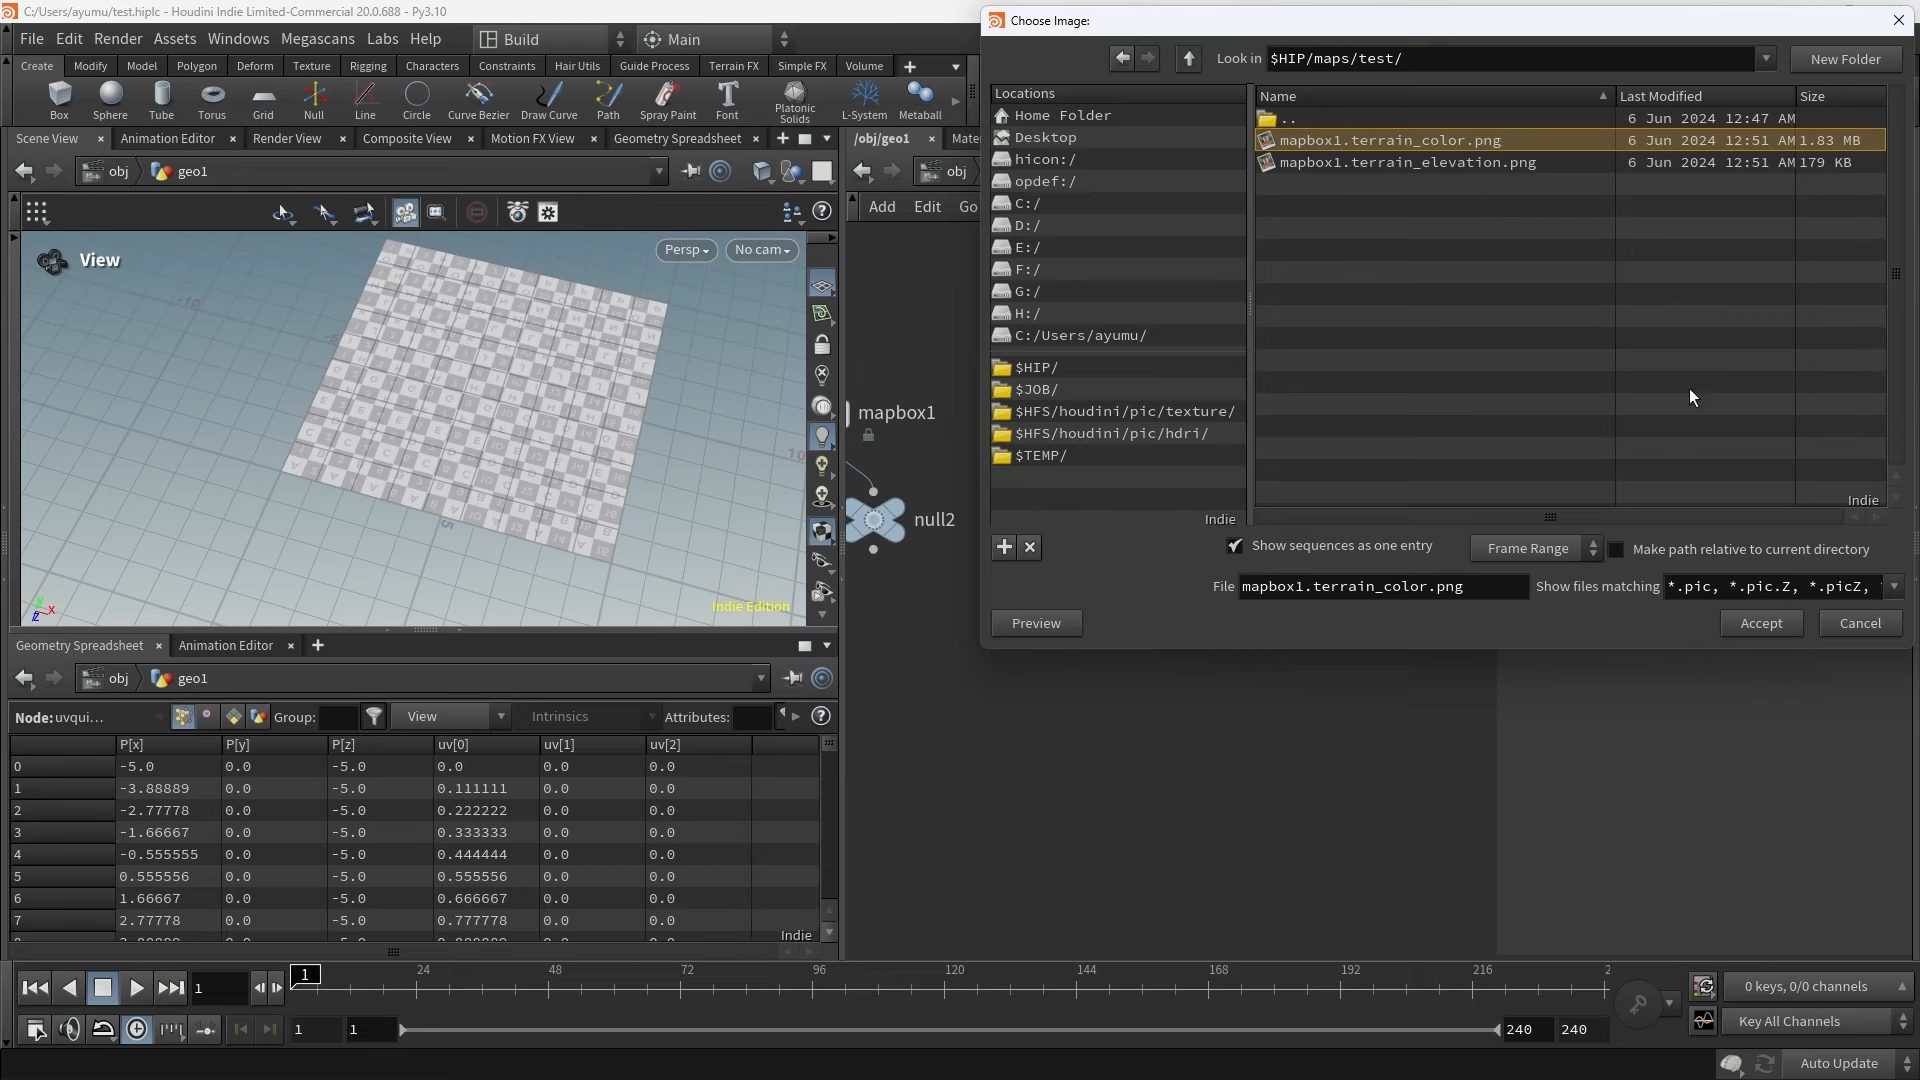 C:/Users/ayumu/test.hiplc - Houdini Indie Limited-Commercial 20.0.688 - Py3.10
File Edit Render Assets Windows Megascans Labs Help Build Main
Create Modify Model Polygon Deform Texture Rigging Characters Constraints Hair Utils Guide Process Terrain FX Simple FX Volume
Box Sphere Tube Torus Grid Null Line Circle Curve Bezier Draw Curve Path Spray Paint Font Platonic Solids L-System Metaball
Scene View Animation Editor Render View Composite View Motion FX View Geometry Spreadsheet
obj geo1
View
Persp No cam
Indie Edition
/obj/geo1
obj
Add Edit Go
mapbox1
null2
Choose Image:
Look in $HIP/maps/test/ New Folder
Locations
Home Folder
Desktop
hicon:/
opdef:/
C:/
D:/
E:/
F:/
G:/
H:/
C:/Users/ayumu/
$HIP/
$JOB/
$HFS/houdini/pic/texture/
$HFS/houdini/pic/hdri/
$TEMP/
Indie
Name Last Modified Size
.. 6 Jun 2024 12:47 AM
mapbox1.terrain_color.png 6 Jun 2024 12:51 AM 1.83 MB
mapbox1.terrain_elevation.png 6 Jun 2024 12:51 AM 179 KB
Indie
Show sequences as one entry Frame Range Make path relative to current directory
File mapbox1.terrain_color.png Show files matching *.pic, *.pic.Z, *.picZ,
Preview Accept Cancel
Geometry Spreadsheet Animation Editor
obj geo1
Node: uvqui... Group: View Intrinsics Attributes:
P[x] P[y] P[z] uv[0] uv[1] uv[2]
0 -5.0 0.0 -5.0 0.0 0.0 0.0
1 -3.88889 0.0 -5.0 0.111111 0.0 0.0
2 -2.77778 0.0 -5.0 0.222222 0.0 0.0
3 -1.66667 0.0 -5.0 0.333333 0.0 0.0
4 -0.555555 0.0 -5.0 0.444444 0.0 0.0
5 0.555556 0.0 -5.0 0.555556 0.0 0.0
6 1.66667 0.0 -5.0 0.666667 0.0 0.0
7 2.77778 0.0 -5.0 0.777778 0.0 0.0
Indie
1 1 24 48 72 96 120 144 168 192 216 2
0 keys, 0/0 channels
1 1 240 240 Key All Channels
Auto Update